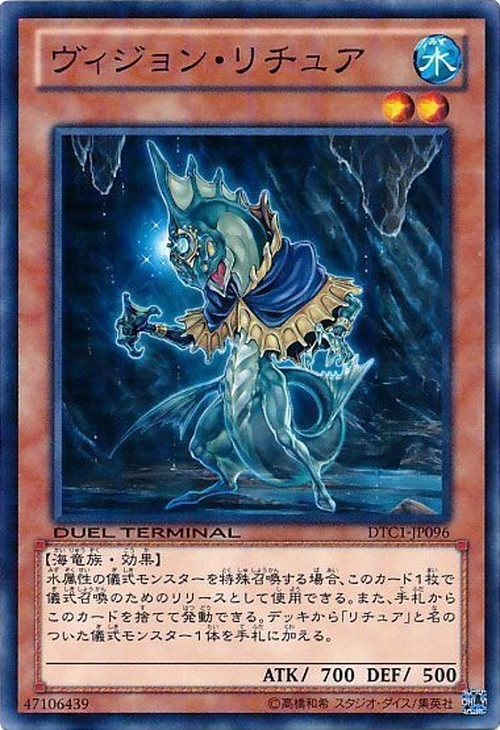 ヴィジョン・リチュア
水
DUEL TERMINAL
DTC1-JP096
【海竜族・効果】
水属性の儀式モンスターを特殊召喚する場合、このカード1枚で
儀式召喚のためのリリースとして使用できる。また、手札から
このカードを捨てて発動できる。デッキから「リチュア」と名の
ついた儀式モンスター1体を手札に加える。
ATK/ 700 DEF/ 500
47106439
©高橋和希 スタジオ・ダイス/集英社